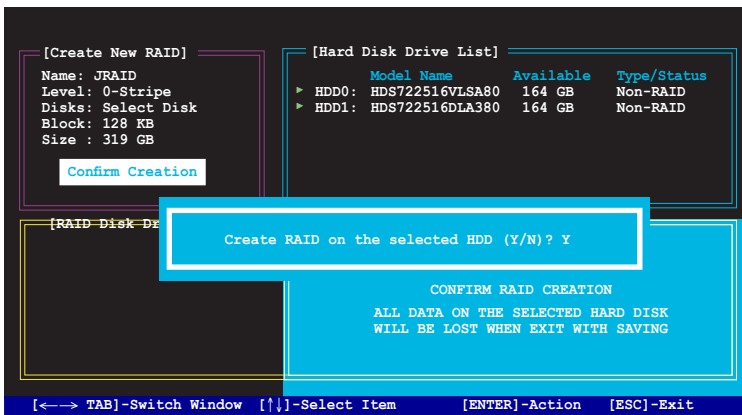 [Create New RAID]
Name: JRAID
Level: 0-Stripe
Disks: Select Disk
Block: 128 KB
Size : 319 GB
Confirm Creation
[Hard Disk Drive List]
Model Name Available Type/Status
HDD0: HDS722516VLSA80 164 GB Non-RAID
HDD1: HDS722516DLA380 164 GB Non-RAID
[RAID Disk Dr
Create RAID on the selected HDD (Y/N)? Y
CONFIRM RAID CREATION
ALL DATA ON THE SELECTED HARD DISK
WILL BE LOST WHEN EXIT WITH SAVING
[←—→ TAB]-Switch Window [↑↓]-Select Item [ENTER]-Action [ESC]-Exit